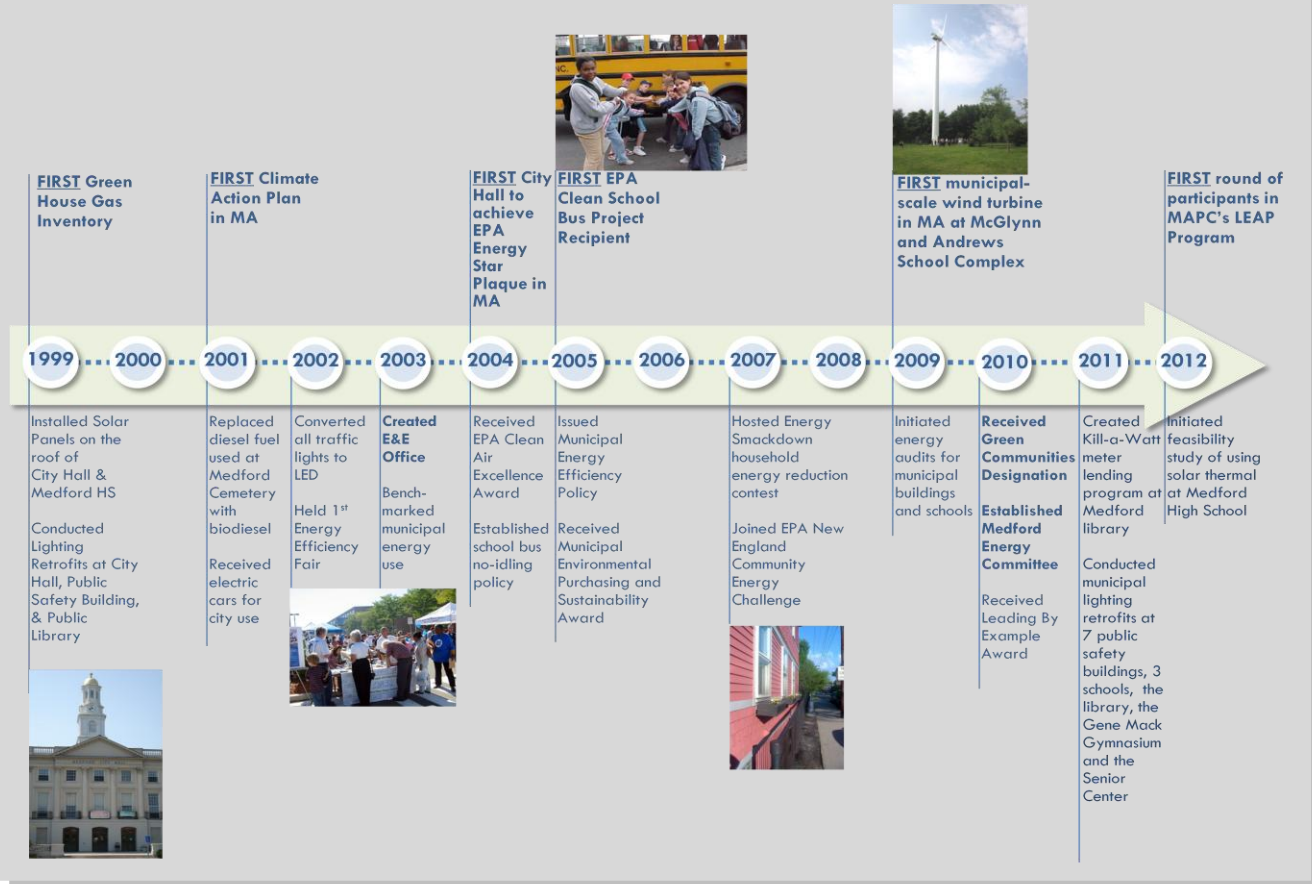 FIRST Green
House Gas
Inventory
FIRST Climate
Action Plan
in MA
FIRST City
Hall to
achieve
EPA
Energy
Star
Plaque in
MA
FIRST EPA
Clean School
Bus Project
Recipient
FIRST municipal-
scale wind turbine
in MA at McGlynn
and Andrews
School Complex
FIRST round of
participants in
MAPC's LEAP
Program
1999 2000 2001 2002 2003 2004 2005 2006 2007 2008 2009 2010 2011 2012
Installed Solar
Panels on the
roof of
City Hall &
Medford HS
Conducted
Lighting
Retrofits at City
Hall, Public
Safety Building,
& Public
Library
Replaced
diesel fuel
used at
Medford
Cemetery
with
biodiesel
Received
electric
cars for
city use
Converted
all traffic
lights to
LED
Held 1st
Energy
Efficiency
Fair
Created
E&E
Office
Bench-
marked
municipal
energy
use
Received
EPA Clean
Air
Excellence
Award
Established
school bus
no-idling
policy
Issued
Municipal
Energy
Efficiency
Policy
Received
Municipal
Environmental
Purchasing and
Sustainability
Award
Hosted Energy
Smackdown
household
energy reduction
contest
Joined EPA New
England
Community
Energy
Challenge
Initiated
energy
audits for
municipal
buildings
and schools
Received
Green
Communities
Designation
Established
Medford
Energy
Committee
Received
Leading By
Example
Award
Created
Kill-a-Watt
meter
lending
program at
Medford
library
Conducted
municipal
lighting
retrofits at
7 public
safety
buildings, 3
schools, the
library, the
Gene Mack
Gymnasium
and the
Senior
Center
Initiated
feasibility
study of using
solar thermal
at Medford
High School